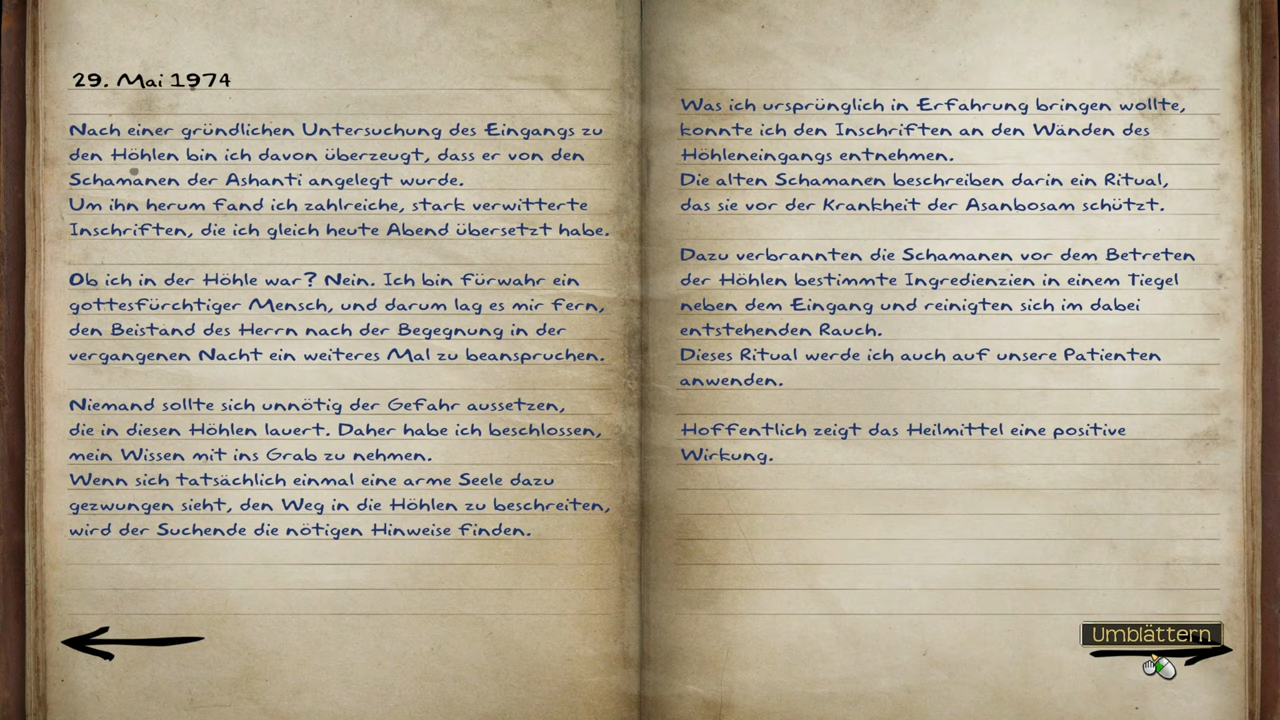 29. Mai 1974
Nach einer gründlichen Untersuchung des Eingangs zu
den Höhlen bin ich davon überzeugt, dass er von den
Schamanen der Ashanti angelegt wurde.
Um ihn herum fand ich zahlreiche, stark verwitterte
Inschriften, die ich gleich heute Abend übersetzt habe.
Ob ich in der Höhle war? Nein. Ich bin fürwahr ein
gottesfürchtiger Mensch, und darum lag es mir fern,
den Beistand des Herrn nach der Begegnung in der
vergangenen Nacht ein weiteres Mal zu beanspruchen.
Niemand sollte sich unnötig der Gefahr aussetzen,
die in diesen Höhlen lauert. Daher habe ich beschlossen,
mein Wissen mit ins Grab zu nehmen.
Wenn sich tatsächlich einmal eine arme Seele dazu
gezwungen sieht, den Weg in die Höhlen zu beschreiten,
wird der Suchende die nötigen Hinweise finden.
Was ich ursprünglich in Erfahrung bringen wollte,
konnte ich den Inschriften an den Wänden des
Höhleneingangs entnehmen.
Die alten Schamanen beschreiben darin ein Ritual,
das sie vor der Krankheit der Asanbosam schützt.
Dazu verbrannten die Schamanen vor dem Betreten
der Höhlen bestimmte Ingredienzien in einem Tiegel
neben dem Eingang und reinigten sich im dabei
entstehenden Rauch.
Dieses Ritual werde ich auch auf unsere Patienten
anwenden.
Hoffentlich zeigt das Heilmittel eine positive
Wirkung.
Umblättern